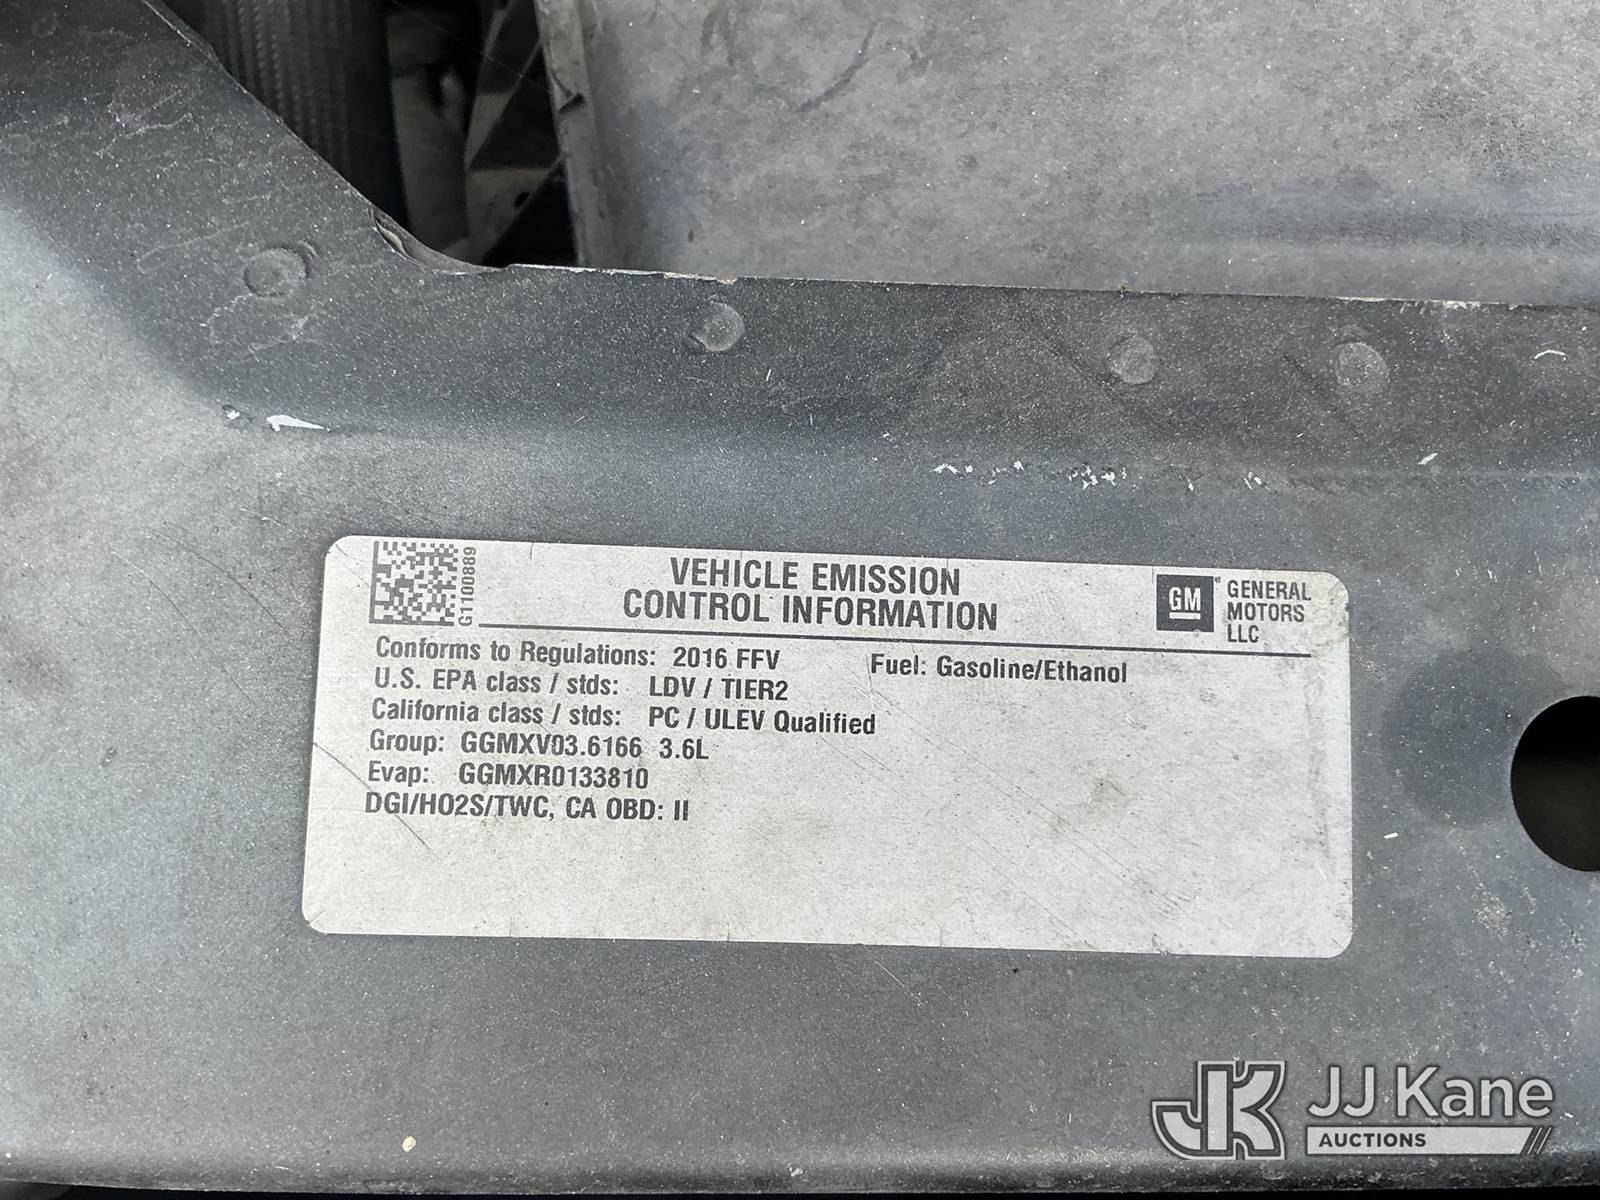 G1100889
VEHICLE EMISSION
CONTROL INFORMATION
GM
GENERAL
MOTORS
LLC
Conforms to Regulations: 2016 FFV Fuel: Gasoline/Ethanol
U.S. EPA class / stds: LDV / TIER2
California class / stds: PC / ULEV Qualified
Group: GGMXV03.6166 3.6L
Evap: GGMXR0133810
DGI/HO2S/TWC, CA OBD: II
JK JJ Kane
AUCTIONS